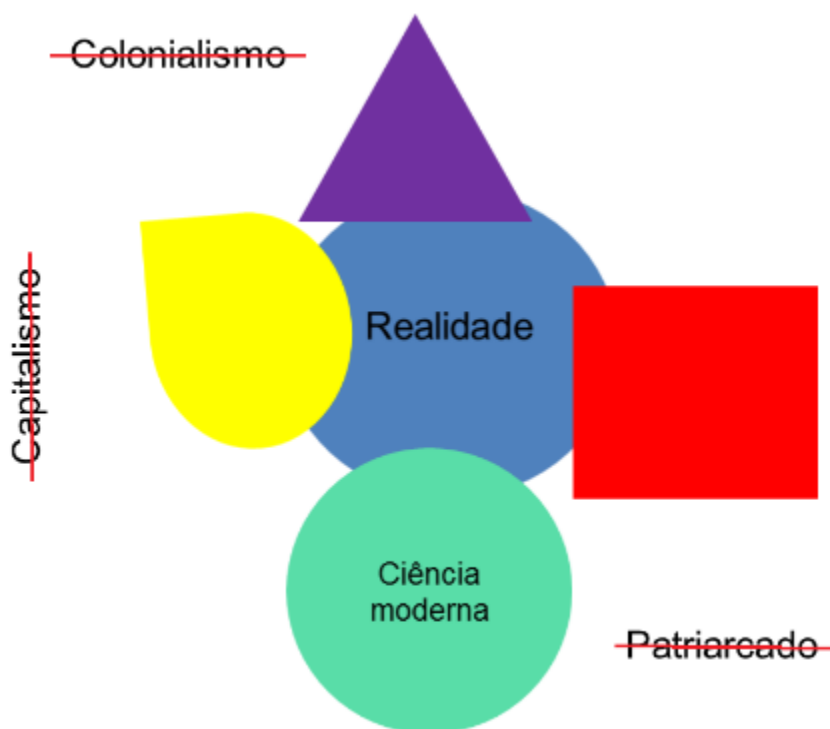 Colonialismo
Capitalismo
Realidade
Ciência
moderna
Patriarcado